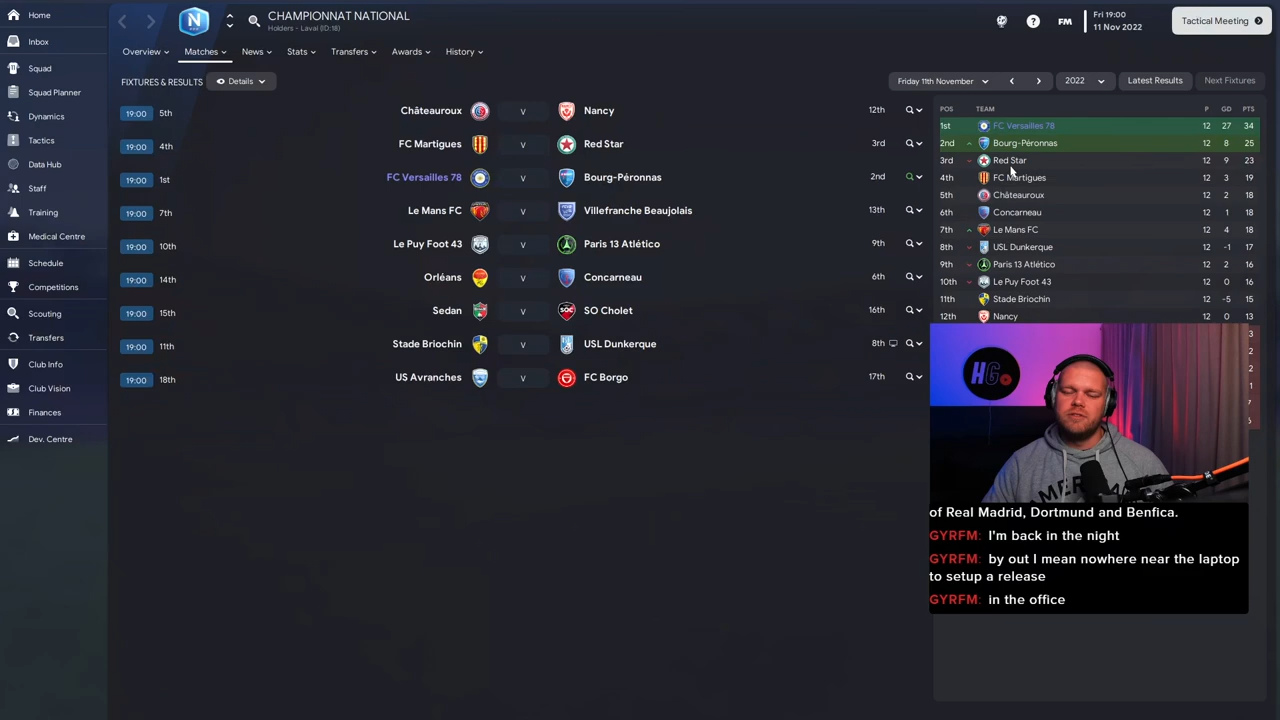 Home
Inbox
Squad
Squad Planner
Dynamics
Tactics
Data Hub
Staff
Training
Medical Centre
Schedule
Competitions
Scouting
Transfers
Club Info
Club Vision
Finances
Dev. Centre
CHAMPIONNAT NATIONAL
Holders - Laval (ID:18)
FM
Fri 19:00
11 Nov 2022
Tactical Meeting
Overview Matches News Stats Transfers Awards History
FIXTURES & RESULTS Details
Friday 11th November 2022 Latest Results Next Fixtures
19:00 5th Châteauroux v Nancy 12th
19:00 4th FC Martigues v Red Star 3rd
19:00 1st FC Versailles 78 v Bourg-Péronnas 2nd
19:00 7th Le Mans FC v Villefranche Beaujolais 13th
19:00 10th Le Puy Foot 43 v Paris 13 Atlético 9th
19:00 14th Orléans v Concarneau 6th
19:00 15th Sedan v SO Cholet 16th
19:00 11th Stade Briochin v USL Dunkerque 8th
19:00 18th US Avranches v FC Borgo 17th
POS TEAM P GD PTS
1st FC Versailles 78 12 27 34
2nd Bourg-Péronnas 12 8 25
3rd Red Star 12 9 23
4th FC Martigues 12 3 19
5th Châteauroux 12 2 18
6th Concarneau 12 1 18
7th Le Mans FC 12 4 18
8th USL Dunkerque 12 -1 17
9th Paris 13 Atlético 12 2 16
10th Le Puy Foot 43 12 0 16
11th Stade Briochin 12 -5 15
12th Nancy 12 0 13
HG
of Real Madrid, Dortmund and Benfica.
GYRFM: I'm back in the night
GYRFM: by out I mean nowhere near the laptop
to setup a release
GYRFM: in the office